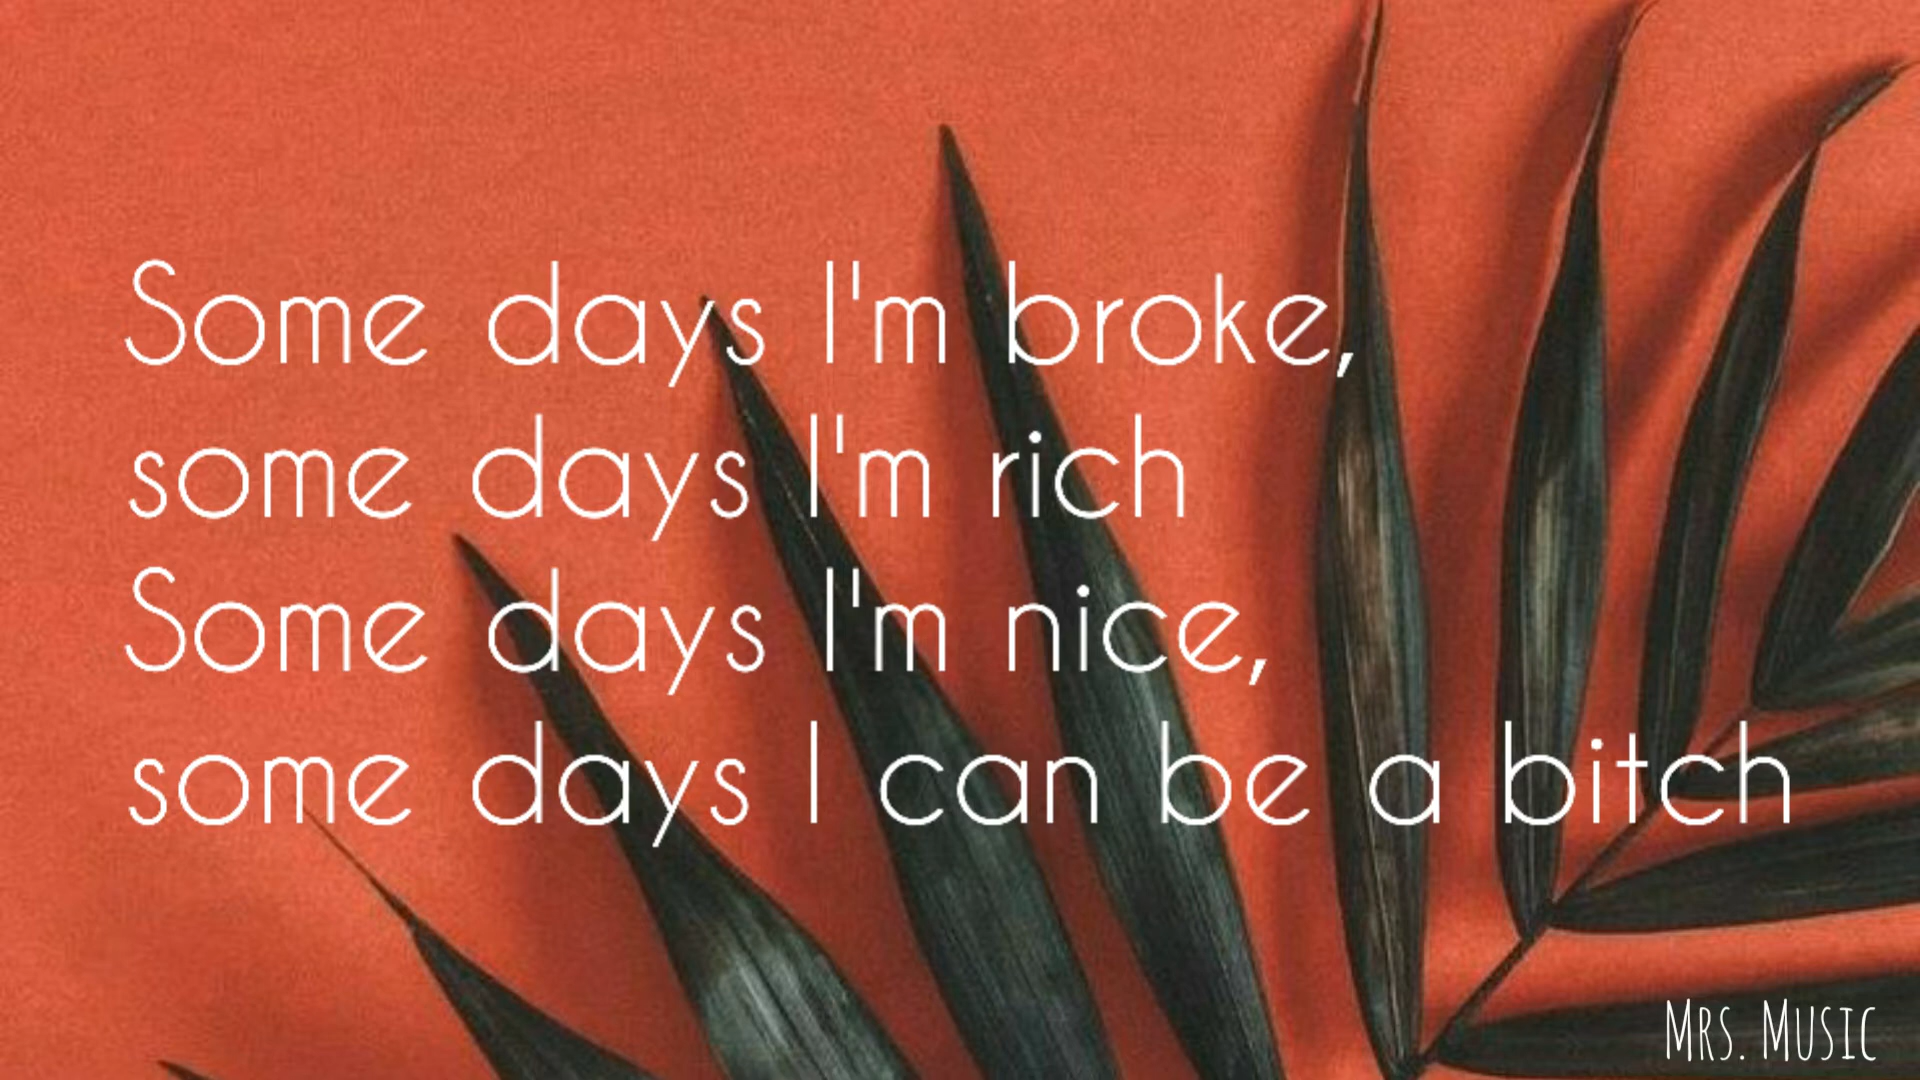 Some days I'm broke,
some days I'm rich
Some days I'm nice,
some days I can be a bitch
Mrs. Music